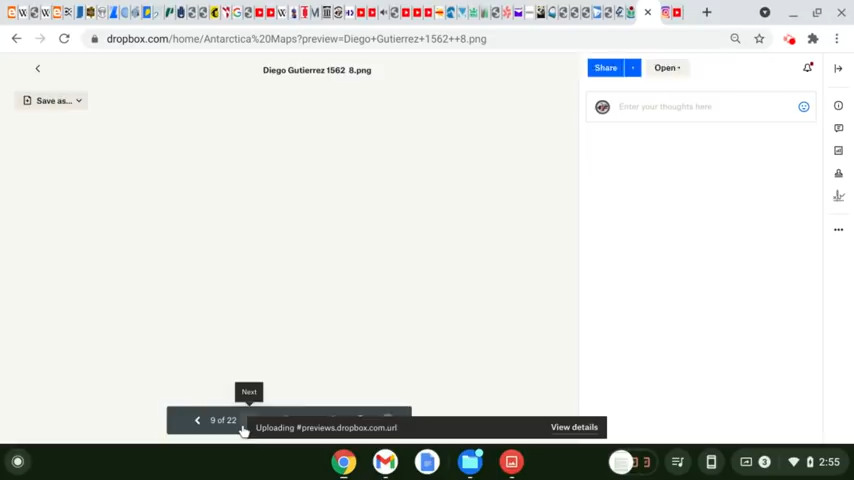 dropbox.com/home/Antarctica%20Maps?preview=Diego+Gutierrez+1562++8.png
Diego Gutierrez 1562  8.png
Share
Open
Save as...
Enter your thoughts here
Next
9 of 22
Uploading #previews.dropbox.com.url
View details
3
2:55